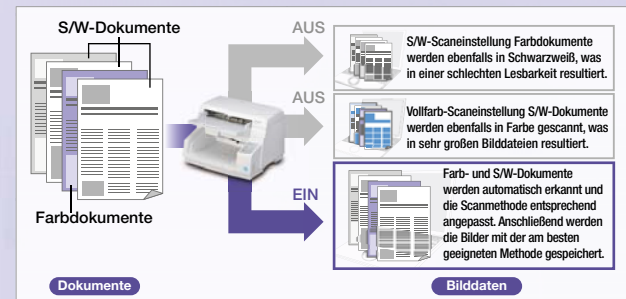 S/W-Dokumente
Farbdokumente
Dokumente
AUS
S/W-Scaneinstellung Farbdokumente
werden ebenfalls in Schwarzweiß, was
in einer schlechten Lesbarkeit resultiert.
AUS
Vollfarb-Scaneinstellung S/W-Dokumente
werden ebenfalls in Farbe gescannt, was
in sehr großen Bilddateien resultiert.
EIN
Farb- und S/W-Dokumente
werden automatisch erkannt und
die Scanmethode entsprechend
angepasst. Anschließend werden
die Bilder mit der am besten
geeigneten Methode gespeichert.
Bilddaten